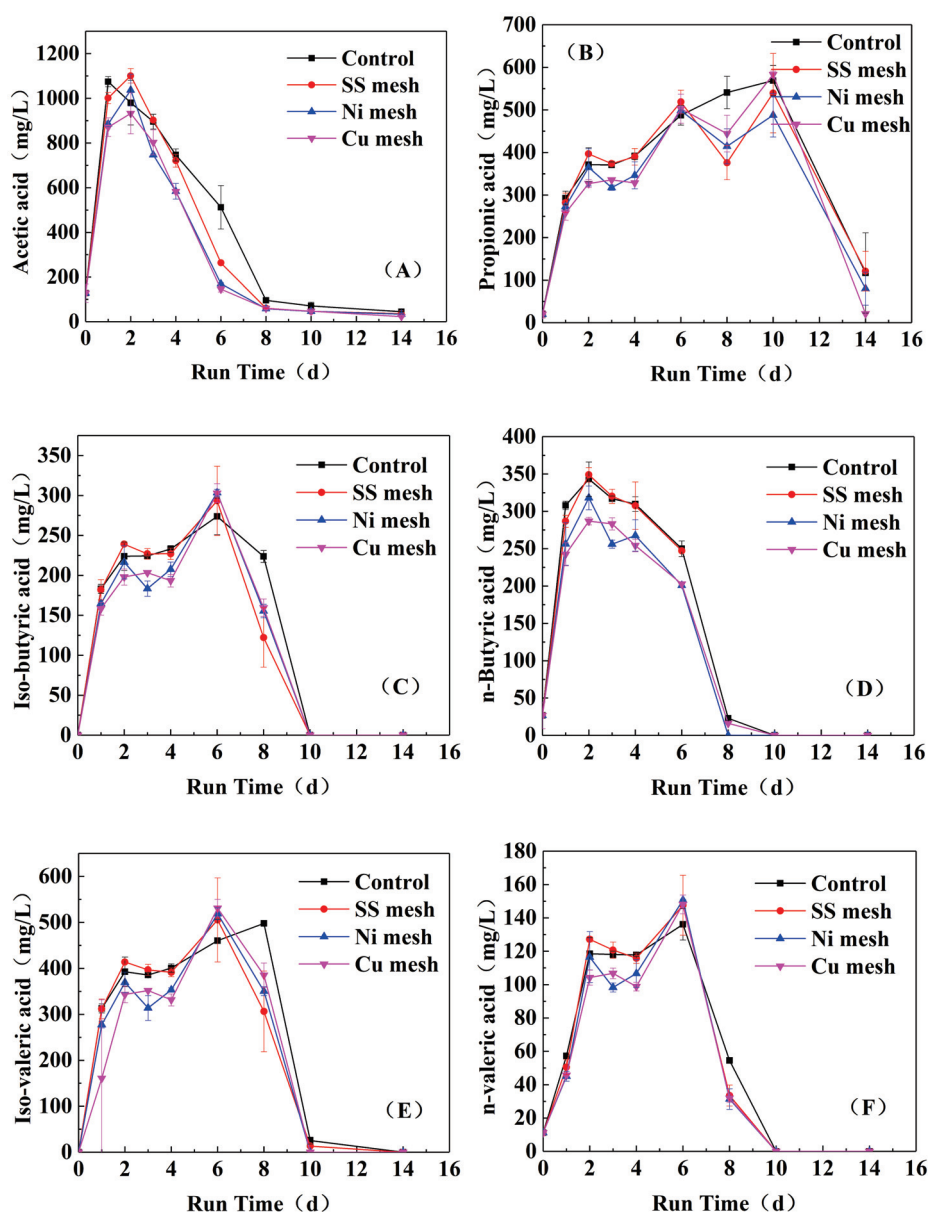 Acetic acid（mg/L）
1200
1000
800
600
400
200
0
Control
SS mesh
Ni mesh
Cu mesh
（A）
0 2 4 6 8 10 12 14 16
Run Time（d）
Propionic acid（mg/L）
700
600
500
400
300
200
100
0
（B）
Control
SS mesh
Ni mesh
Cu mesh
0 2 4 6 8 10 12 14 16
Run Time（d）
Iso-butyric acid（mg/L）
350
300
250
200
150
100
50
0
Control
SS mesh
Ni mesh
Cu mesh
（C）
0 2 4 6 8 10 12 14 16
Run Time（d）
n-Butyric acid（mg/L）
400
350
300
250
200
150
100
50
0
Control
SS mesh
Ni mesh
Cu mesh
（D）
0 2 4 6 8 10 12 14 16
Run Time（d）
Iso-valeric acid（mg/L）
600
500
400
300
200
100
0
Control
SS mesh
Ni mesh
Cu mesh
（E）
0 2 4 6 8 10 12 14 16
Run Time（d）
n-valeric acid（mg/L）
180
160
140
120
100
80
60
40
20
0
Control
SS mesh
Ni mesh
Cu mesh
（F）
0 2 4 6 8 10 12 14 16
Run Time（d）